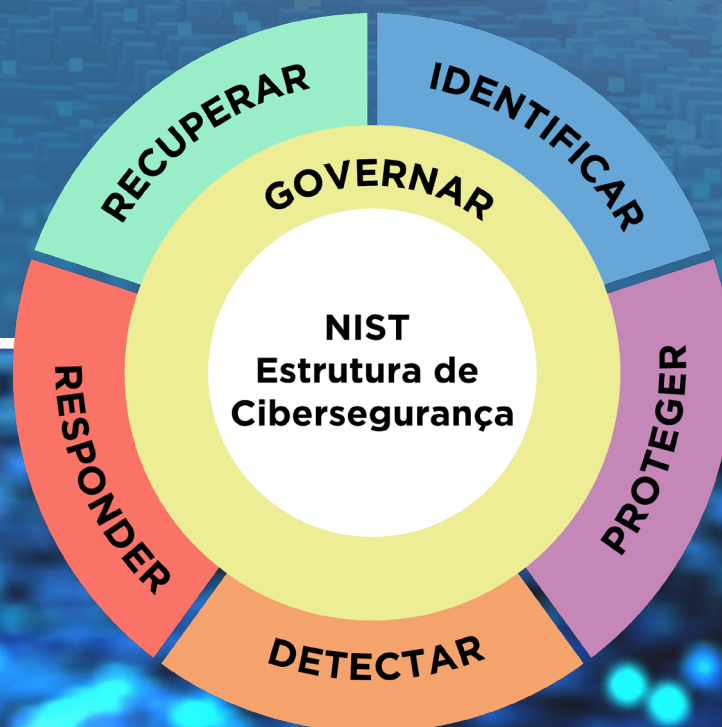 RECUPERAR
IDENTIFICAR
GOVERNAR
NIST
Estrutura de
Cibersegurança
RESPONDER
PROTEGER
DETECTAR